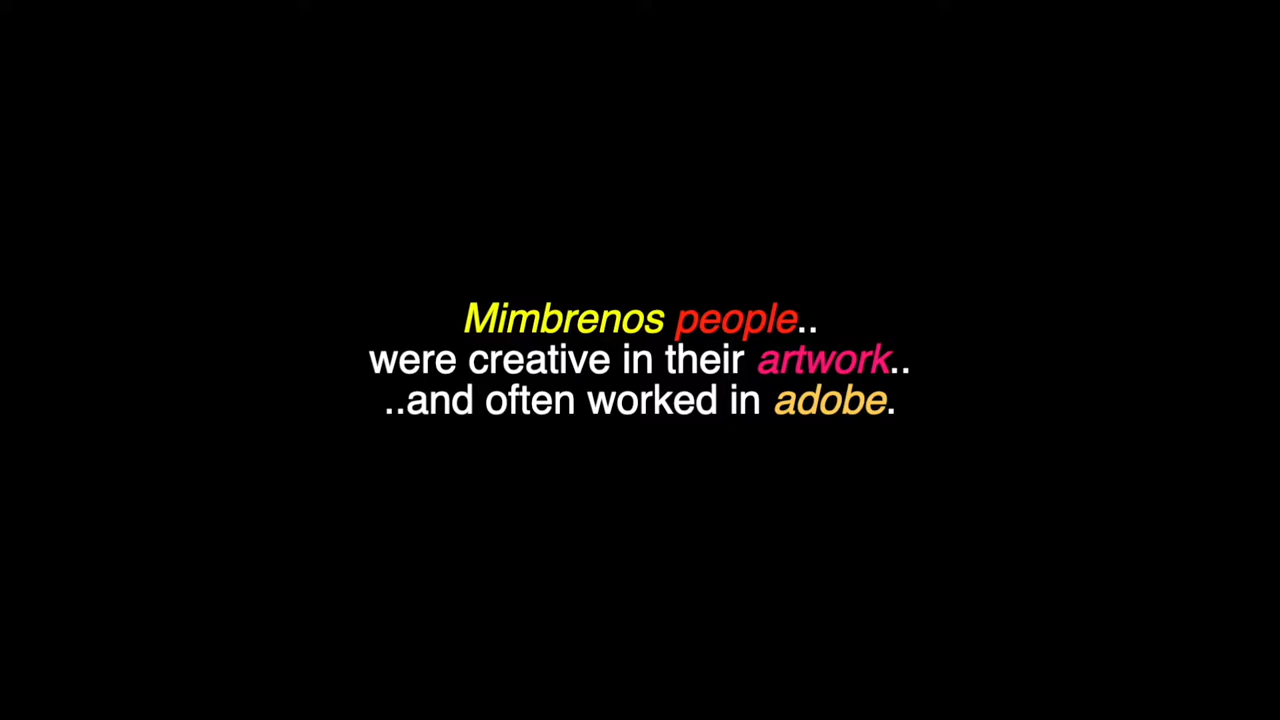 Mimbrenos people..
were creative in their artwork..
..and often worked in adobe.